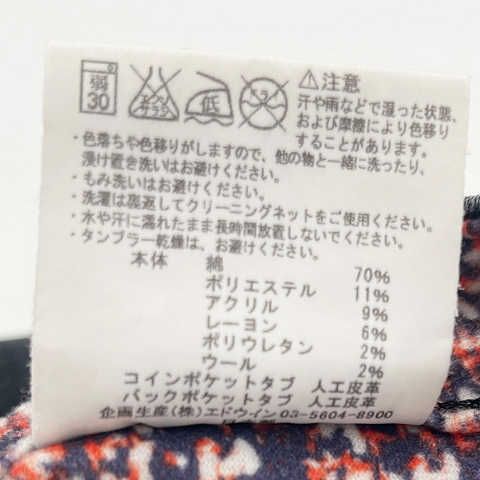 弱
30
エンソ
サラシ
低
ドライ
⚠注意
汗や雨などで湿った状態、
および摩擦により色移り
することがあります。
・色落ちや色移りがしますので、他の物と一緒に洗ったり、
浸け置き洗いはお避けください。
・もみ洗いはお避けください。
・洗濯は裏返してクリーニングネットをご使用ください。
・水や汗に濡れたまま長時間放置しないでください。
・タンブラー乾燥は、お避けください。
本体 綿 70%
ポリエステル 11%
アクリル 9%
レーヨン 6%
ポリウレタン 2%
ウール 2%
コインポケットタブ 人工皮革
バックポケットタブ 人工皮革
企画生産(株)エドウイン 03-5604-8900